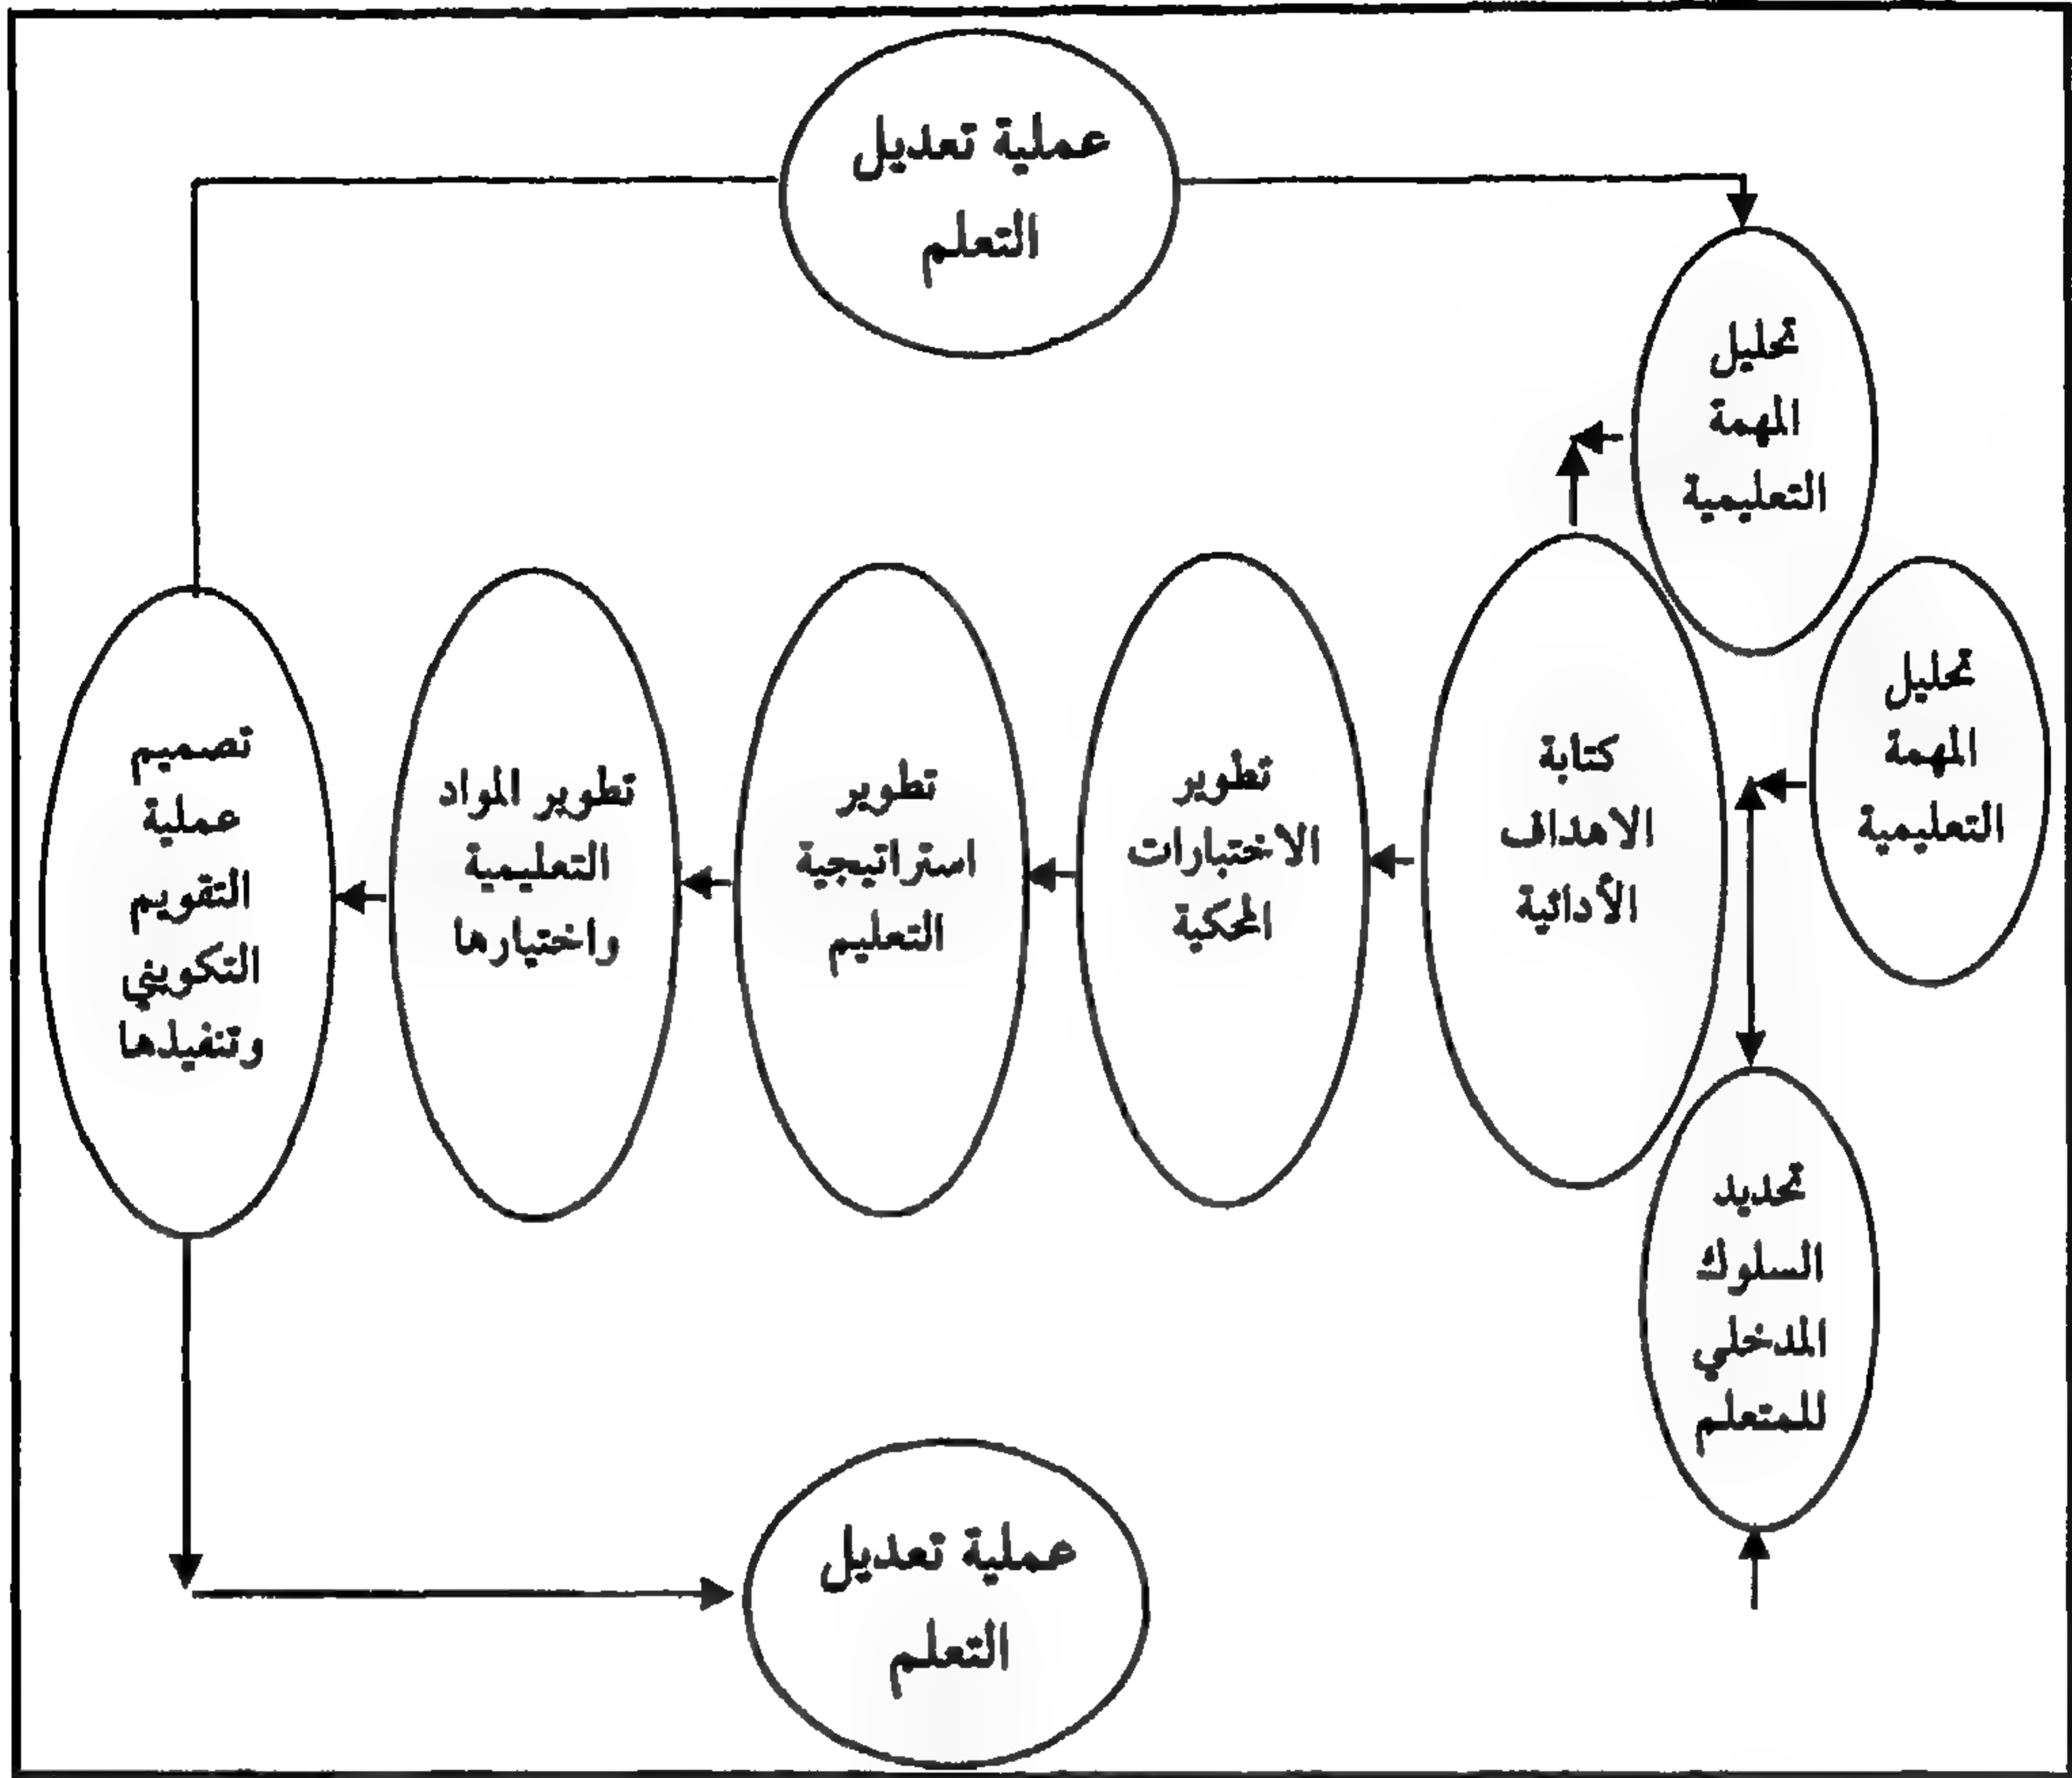 عملية تعديل
التعلم
تحليل
المهمة
التعليمية
تحليل
المهمة
التعليمية
كتابة
الاهداف
الأدائية
تطوير
الاختبارات
المحكية
تطوير
استراتيجية
التعليم
تطوير المواد
التعليمية
واختيارها
تصميم
عملية
التقويم
التكويني
وتنفيذها
تحديد
السلوك
المدخلي
للمتعلم
عملية تعديل
التعلم